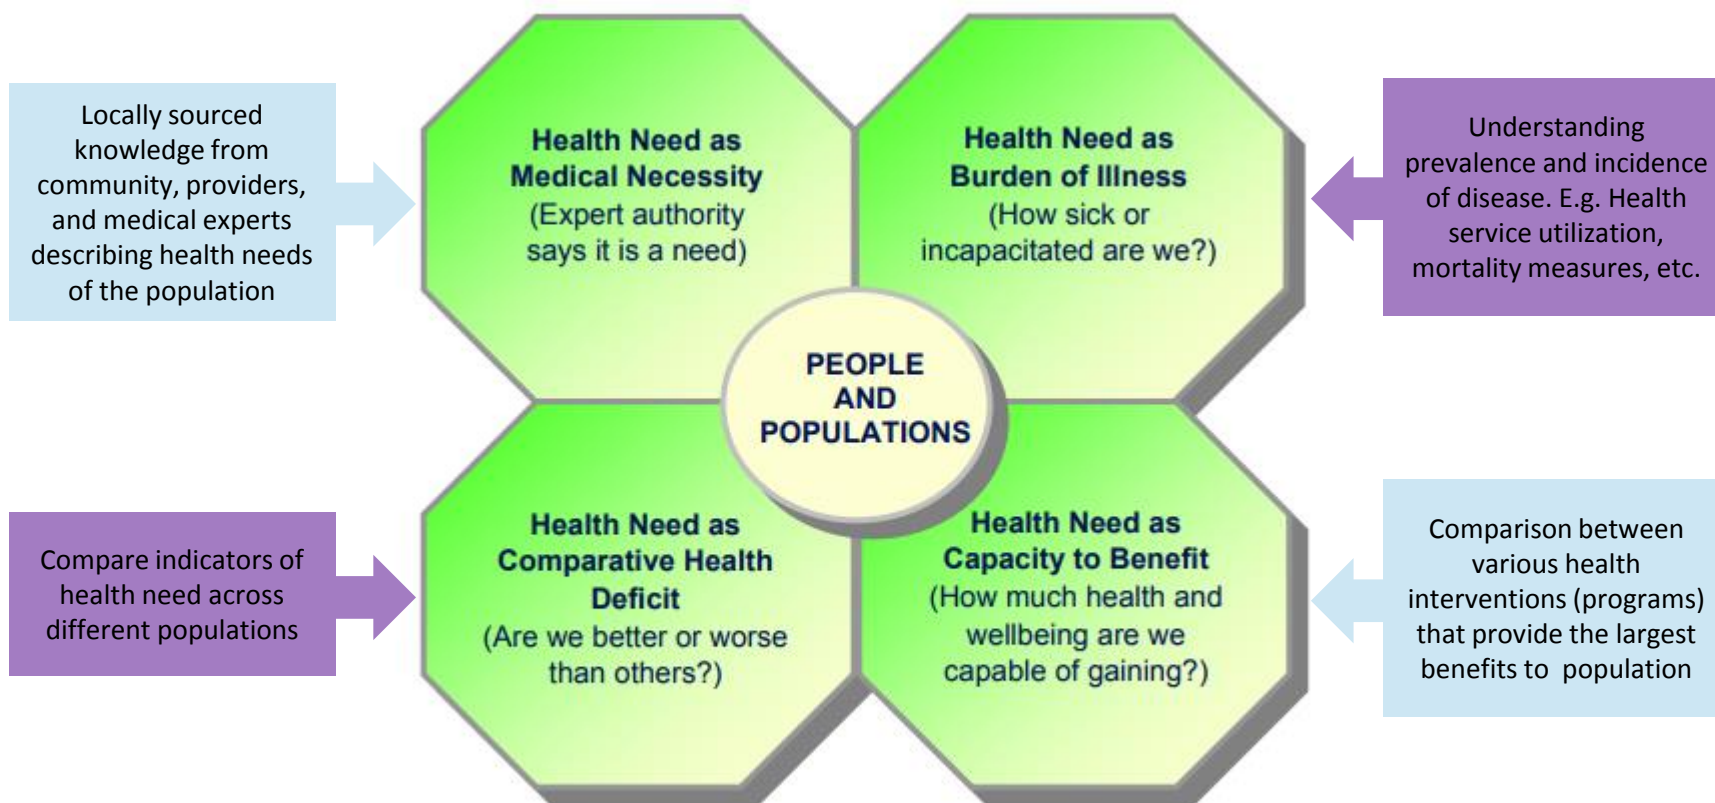 Locally sourced
knowledge from
community, providers,
and medical experts
describing health needs
of the population
Health Need as
Medical Necessity
(Expert authority
says it is a need)
Health Need as
Burden of Illness
(How sick or
incapacitated are we?)
Understanding
prevalence and incidence
of disease. E.g. Health
service utilization,
mortality measures, etc.
PEOPLE
AND
POPULATIONS
Compare indicators of
health need across
different populations
Health Need as
Comparative Health
Deficit
(Are we better or worse
than others?)
Health Need as
Capacity to Benefit
(How much health and
wellbeing are we
capable of gaining?)
Comparison between
various health
interventions (programs)
that provide the largest
benefits to population